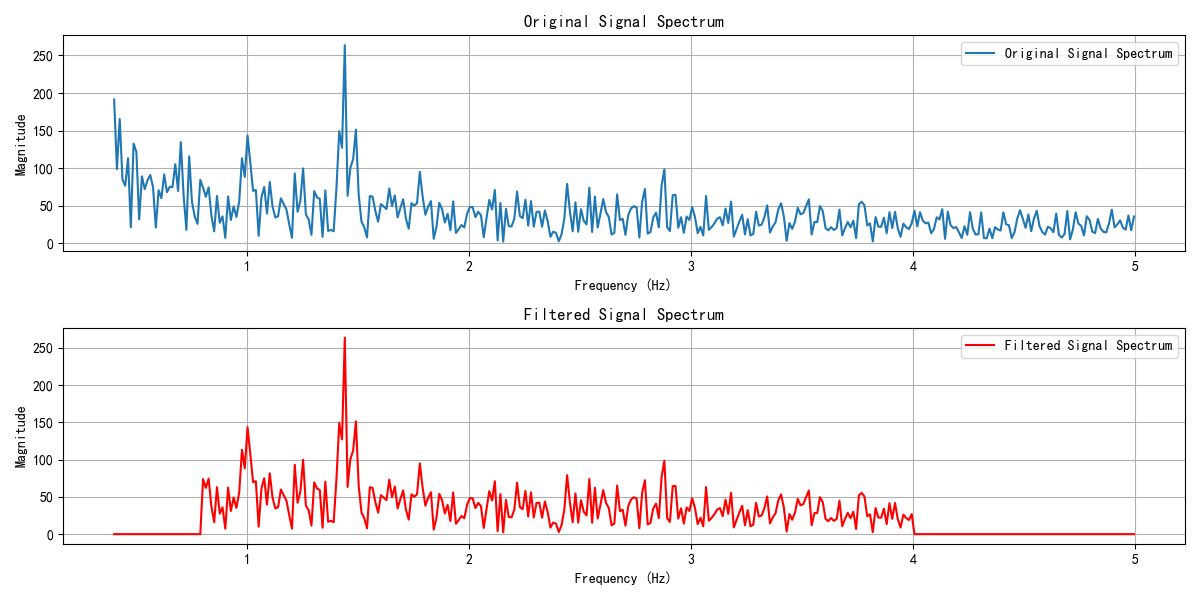 Original Signal Spectrum
Original Signal Spectrum
Magnitude
250
200
150
100
50
0
1
2
3
4
5
Frequency (Hz)
Filtered Signal Spectrum
Filtered Signal Spectrum
Magnitude
250
200
150
100
50
0
1
2
3
4
5
Frequency (Hz)